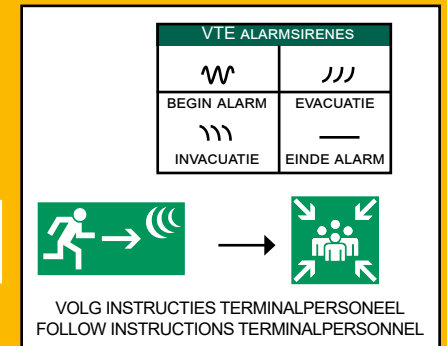 VTE ALARMSIRENES
BEGIN ALARM EVACUATIE
INVACUATIE EINDE ALARM
VOLG INSTRUCTIES TERMINALPERSONEEL
FOLLOW INSTRUCTIONS TERMINALPERSONNEL